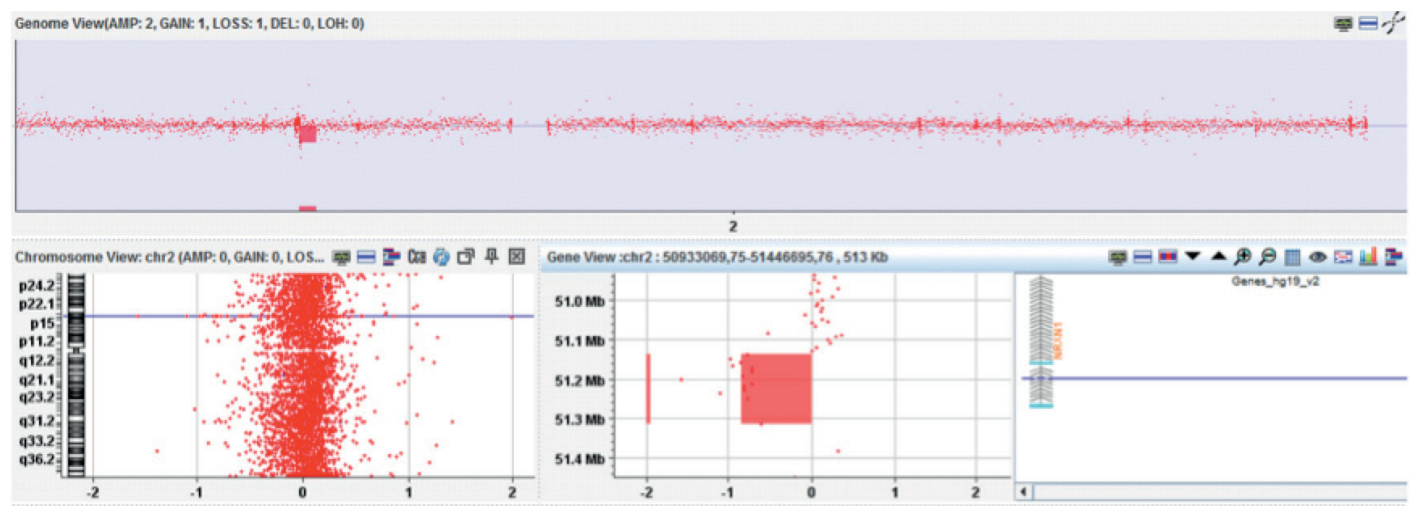 Genome View(AMP: 2, GAIN: 1, LOSS: 1, DEL: 0, LOH: 0)
2
Chromosome View: chr2 (AMP: 0, GAIN: 0, LOS...
p24.2
p22.1
p15
p11.2
q12.2
q21.1
q23.2
q31.2
q33.2
q36.2
-2 -1 0 1 2
Gene View :chr2 : 50933069,75-51446695,76 , 513 Kb
51.0 Mb
51.1 Mb
51.2 Mb
51.3 Mb
51.4 Mb
-2 -1 0 1 2
Genes_hg19_v2
NRXN1